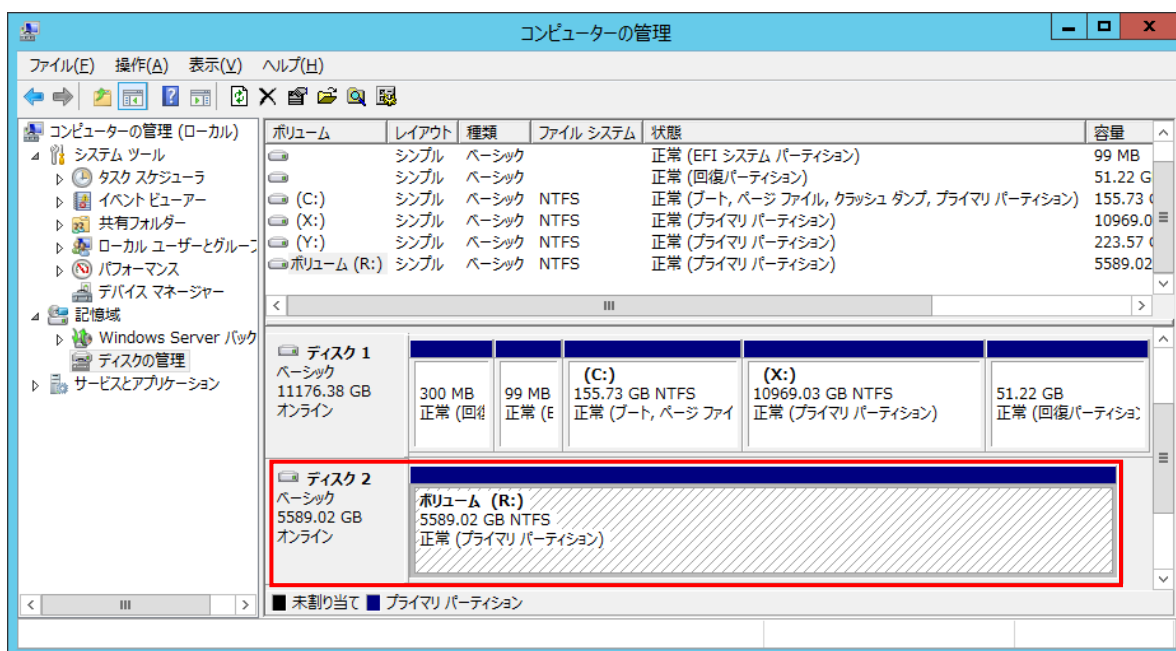 コンピューターの管理
ファイル(F) 操作(A) 表示(V) ヘルプ(H)
コンピューターの管理 (ローカル)
システム ツール
タスク スケジューラ
イベント ビューアー
共有フォルダー
ローカル ユーザーとグルーフ
パフォーマンス
デバイス マネージャー
記憶域
Windows Server バック
ディスクの管理
サービスとアプリケーション
ボリューム レイアウト 種類 ファイル システム 状態 容量
シンプル ベーシック 正常 (EFI システム パーティション) 99 MB
シンプル ベーシック 正常 (回復パーティション) 51.22 G
(C:) シンプル ベーシック NTFS 正常 (ブート, ページ ファイル, クラッシュ ダンプ, プライマリ パーティション) 155.73
(X:) シンプル ベーシック NTFS 正常 (プライマリ パーティション) 10969.0
(Y:) シンプル ベーシック NTFS 正常 (プライマリ パーティション) 223.57
ボリューム (R:) シンプル ベーシック NTFS 正常 (プライマリ パーティション) 5589.02
ディスク 1
ベーシック
11176.38 GB
オンライン
300 MB
正常 (回復
99 MB
正常 (E
(C:)
155.73 GB NTFS
正常 (ブート, ページ ファイ
(X:)
10969.03 GB NTFS
正常 (プライマリ パーティション)
51.22 GB
正常 (回復パーティション
ディスク 2
ベーシック
5589.02 GB
オンライン
ボリューム (R:)
5589.02 GB NTFS
正常 (プライマリ パーティション)
未割り当て プライマリ パーティション